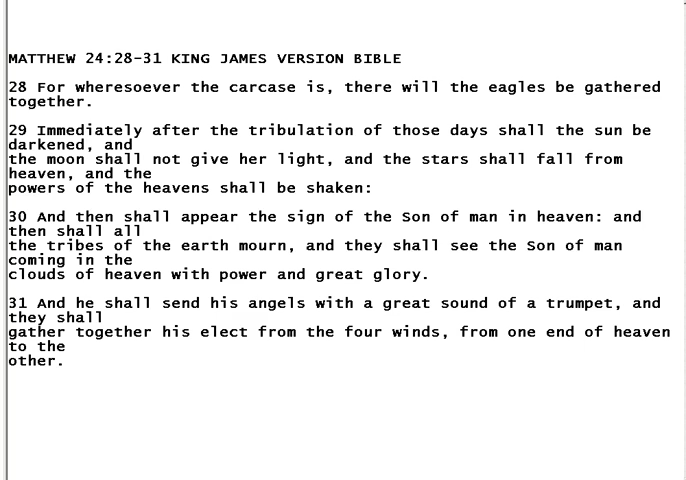 MATTHEW 24:28-31 KING JAMES VERSION BIBLE
28 For wheresoever the carcase is, there will the eagles be gathered
together.
29 Immediately after the tribulation of those days shall the sun be
darkened, and
the moon shall not give her light, and the stars shall fall from
heaven, and the
powers of the heavens shall be shaken:
30 And then shall appear the sign of the Son of man in heaven: and
then shall all
the tribes of the earth mourn, and they shall see the Son of man
coming in the
clouds of heaven with power and great glory.
31 And he shall send his angels with a great sound of a trumpet, and
they shall
gather together his elect from the four winds, from one end of heaven
to the
other.